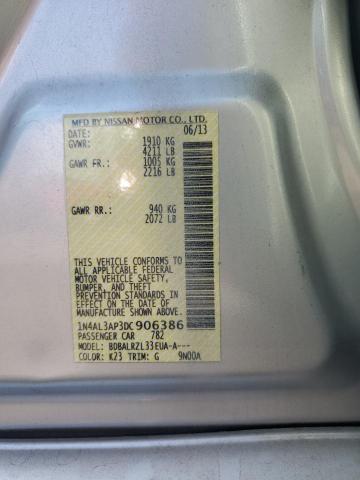 MFD BY NISSAN MOTOR CO., LTD.
DATE: 06/13
GVWR: 1910 KG
4211 LB
GAWR FR.: 1005 KG
2216 LB
GAWR RR.: 940 KG
2072 LB
THIS VEHICLE CONFORMS TO
ALL APPLICABLE FEDERAL
MOTOR VEHICLE SAFETY,
BUMPER, AND THEFT
PREVENTION STANDARDS
IN EFFECT ON THE DATE OF
MANUFACTURE SHOWN ABOVE.
1N4AL3AP3DC906386
PASSENGER CAR 782
MODEL: BDBALRZL33EUA-A---
COLOR: K23 TRIM: G 9N00A